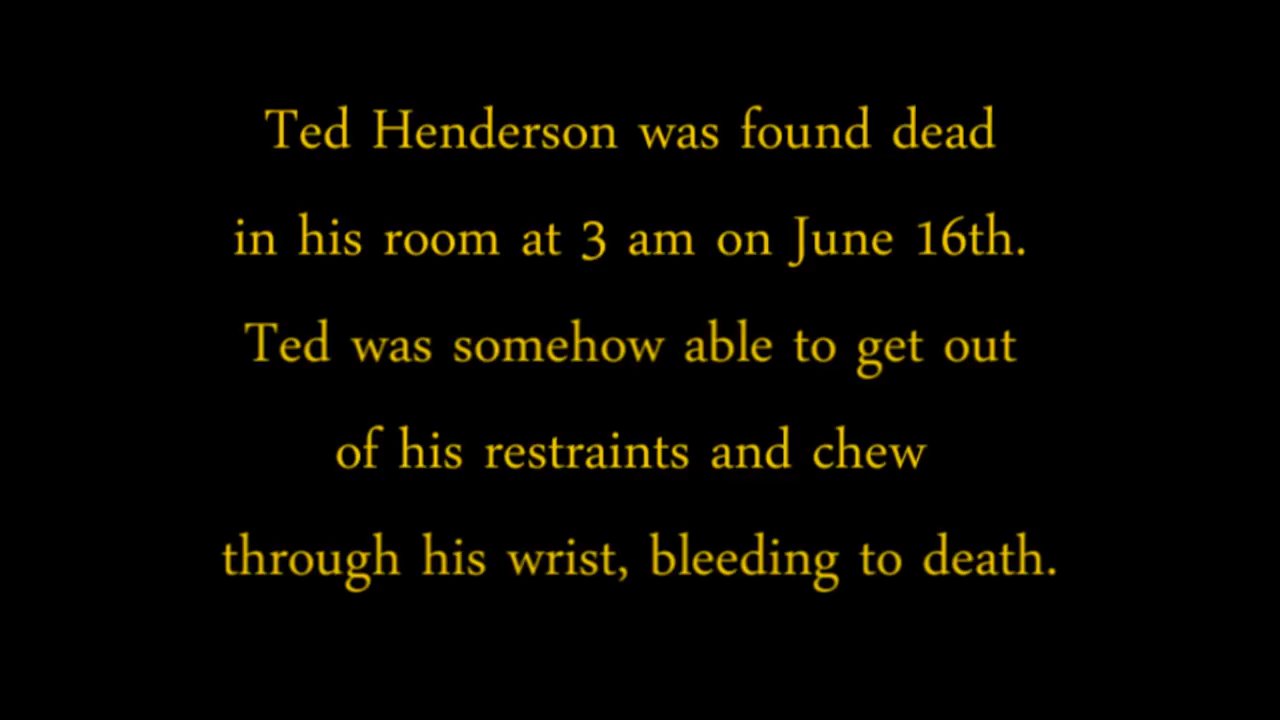 Ted Henderson was found dead
in his room at 3 am on June 16th.
Ted was somehow able to get out
of his restraints and chew
through his wrist, bleeding to death.